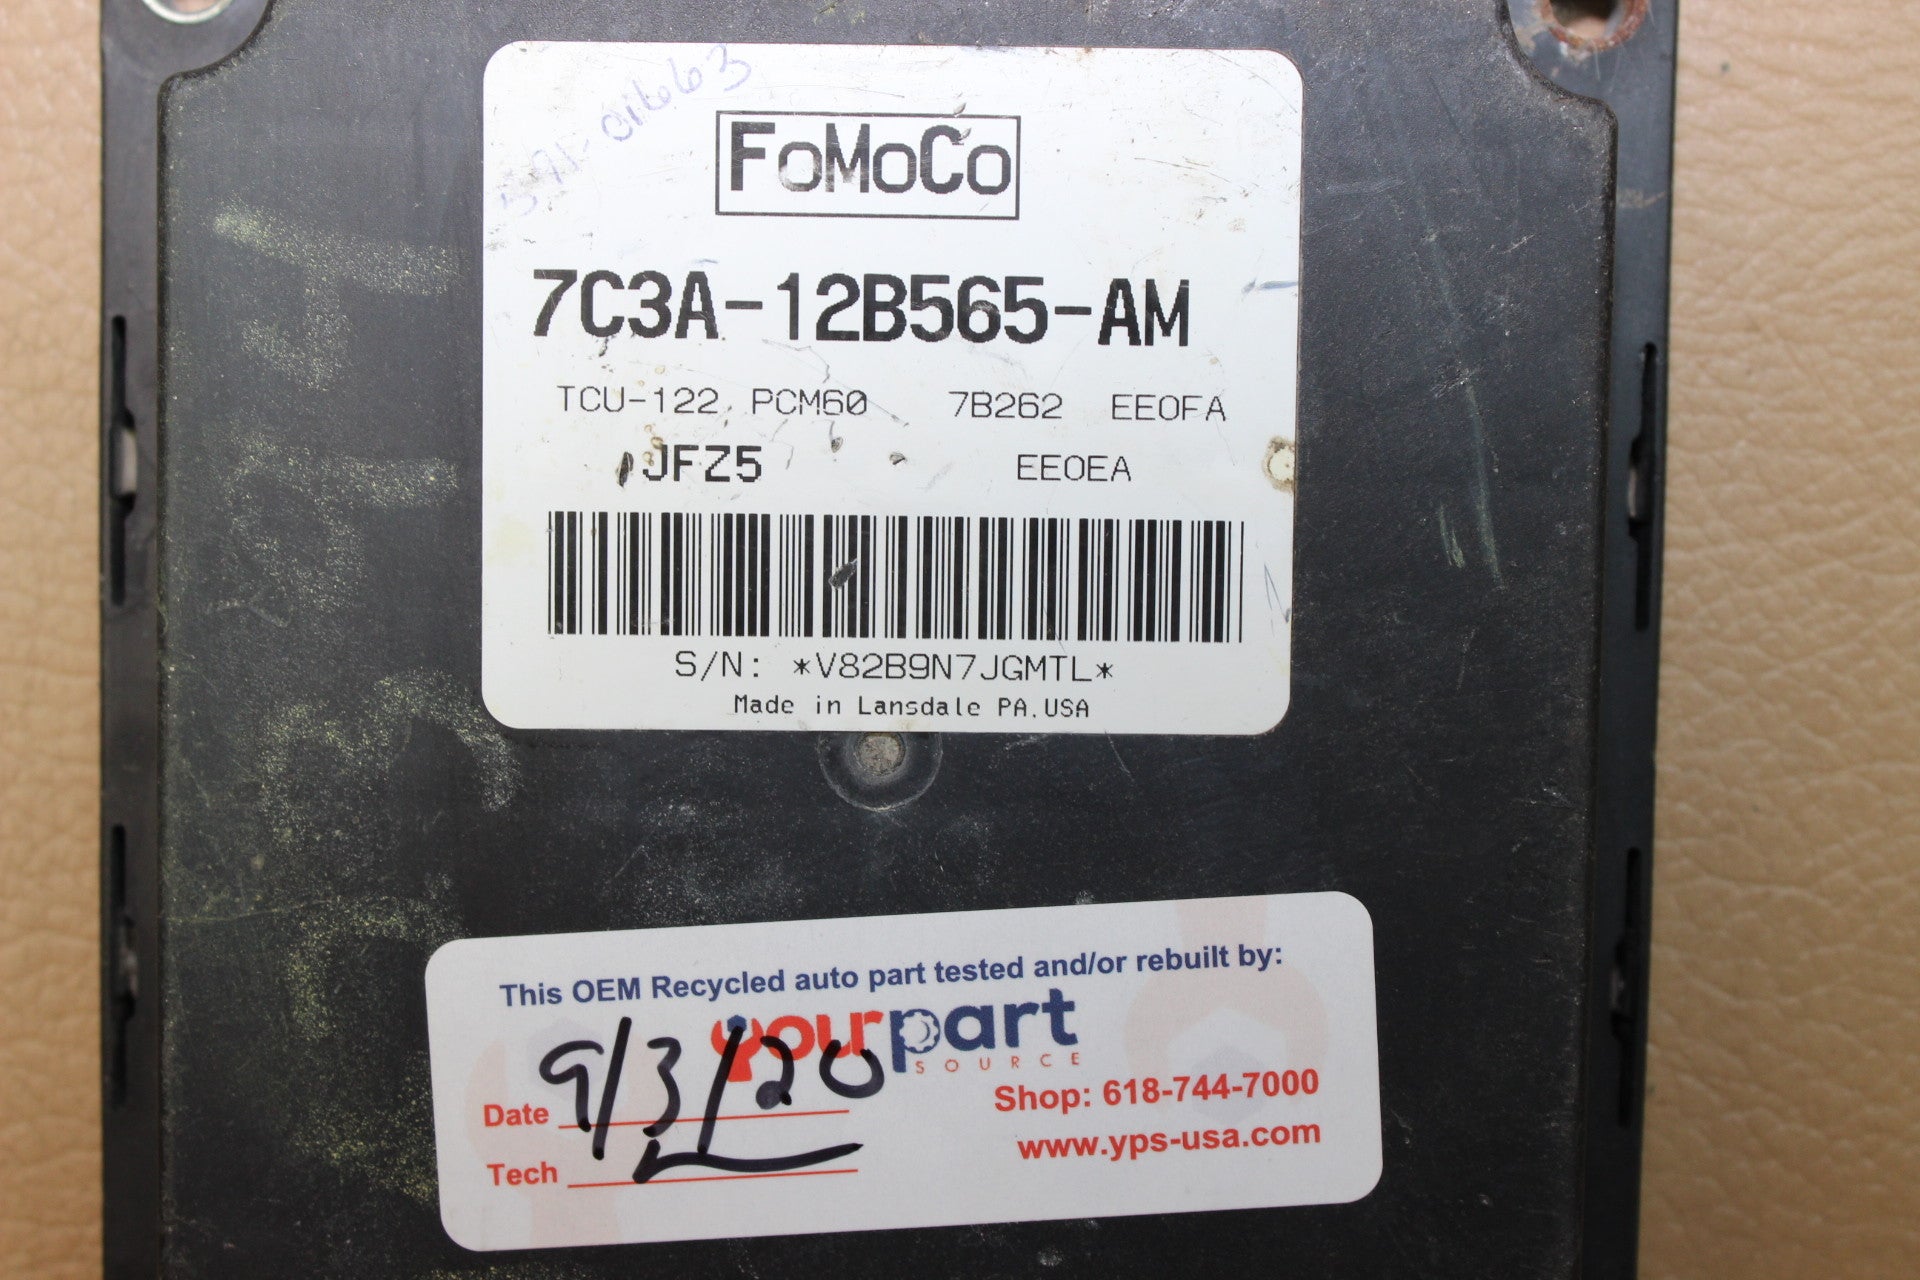 FoMoCo
7C3A-12B565-AM
TCU-122 PCM60 7B262 EEOFA
JFZ5 EEOEA
S/N: *V82B9N7JGMTL*
Made in Lansdale PA, USA
This OEM Recycled auto part tested and/or rebuilt by:
yourpart
SOURCE
Date 9/3/20
Shop: 618-744-7000
Tech
www.yps-usa.com